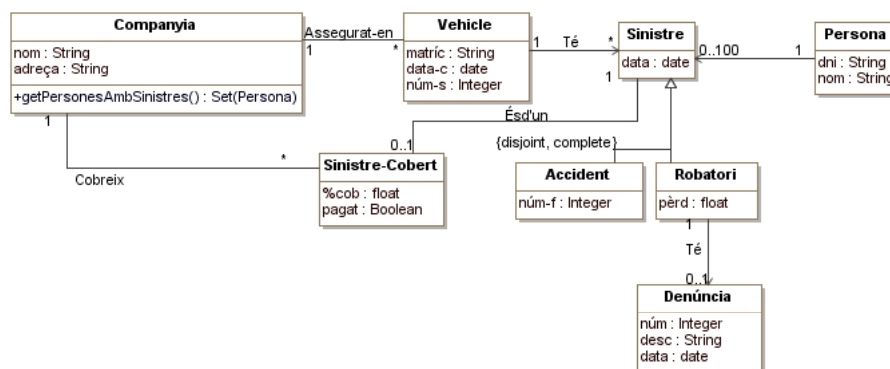 Companyia
nom : String
adreça : String
+getPersonesAmbSinistres() : Set(Persona)
Assegurat-en
1
*
Vehicle
matríc : String
data-c : date
núm-s : Integer
1
Té
*
Sinistre
data : date
0..100
1
Persona
dni : String
nom : String
1
Cobreix
*
1
Ésd'un
0..1
Sinistre-Cobert
%cob : float
pagat : Boolean
{disjoint, complete}
Accident
núm-f : Integer
Robatori
pèrd : float
1
Té
0..1
Denúncia
núm : Integer
desc : String
data : date